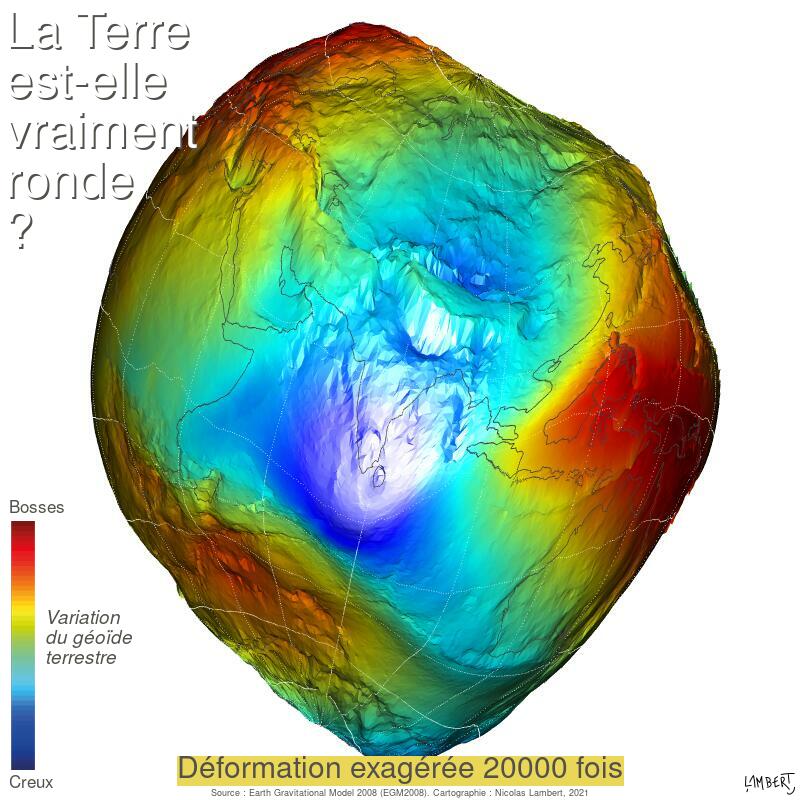 La Terre
est-elle
vraiment
ronde
?
Bosses
Variation
du géoïde
terrestre
Creux
Déformation exagérée 20000 fois
Source : Earth Gravitational Model 2008 (EGM2008). Cartographie : Nicolas Lambert, 2021
LAMBERT